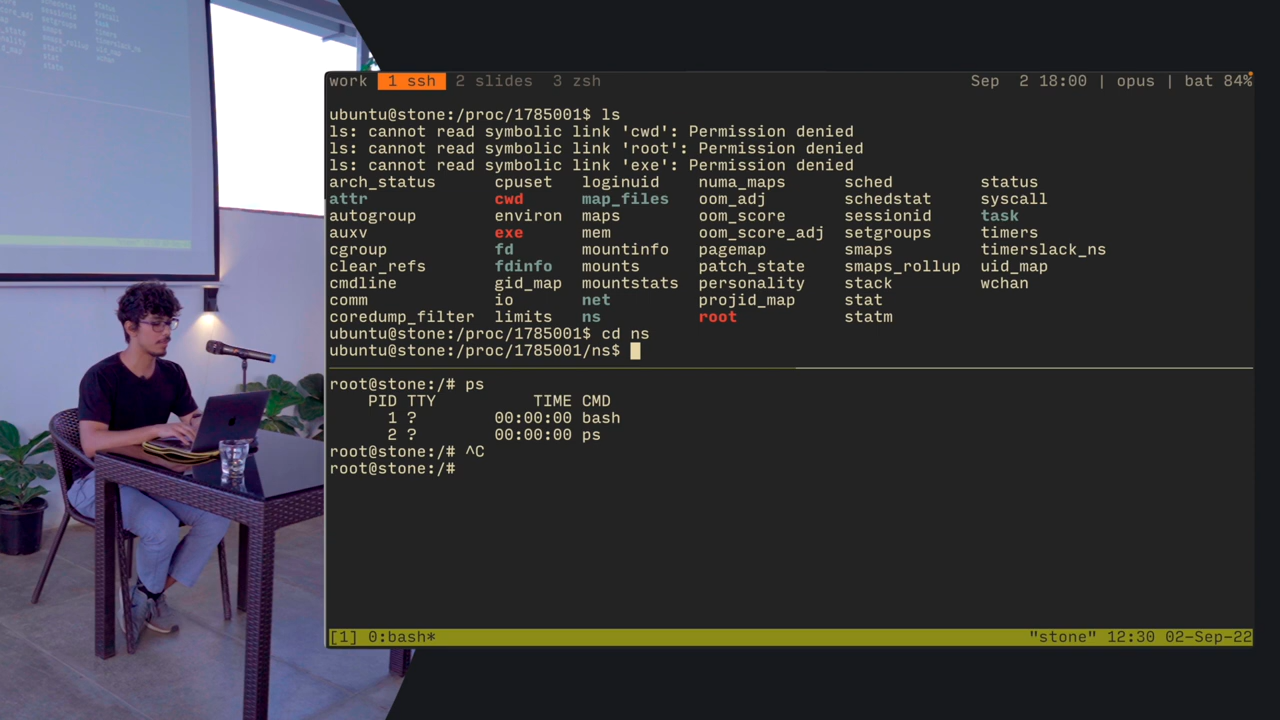 work 1 ssh 2 slides 3 zsh Sep 2 18:00 | opus | bat 84%
ubuntu@stone:/proc/1785001$ ls
ls: cannot read symbolic link 'cwd': Permission denied
ls: cannot read symbolic link 'root': Permission denied
ls: cannot read symbolic link 'exe': Permission denied
arch_status cpuset loginuid numa_maps sched status
attr cwd map_files oom_adj schedstat syscall
autogroup environ maps oom_score sessionid task
auxv exe mem oom_score_adj setgroups timers
cgroup fd mountinfo pagemap smaps timerslack_ns
clear_refs fdinfo mounts patch_state smaps_rollup uid_map
cmdline gid_map mountstats personality stack wchan
comm io net projid_map stat
coredump_filter limits ns root statm
ubuntu@stone:/proc/1785001$ cd ns
ubuntu@stone:/proc/1785001/ns$
root@stone:/# ps
PID TTY TIME CMD
1 ? 00:00:00 bash
2 ? 00:00:00 ps
root@stone:/# ^C
root@stone:/#
[1] 0:bash* "stone" 12:30 02-Sep-22